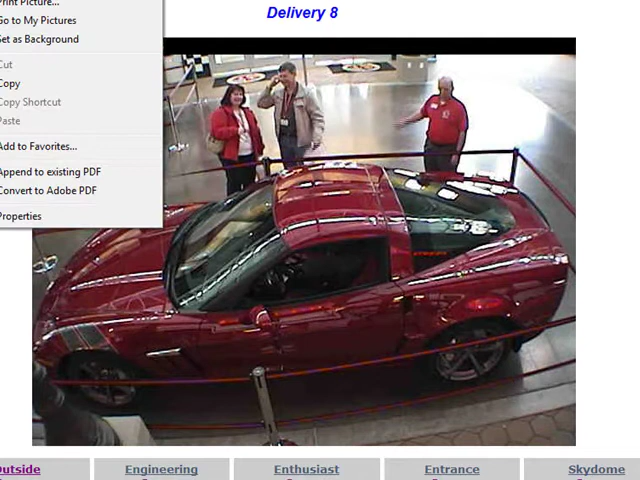 Delivery 8
Print Picture...
Go to My Pictures
Set as Background
Cut
Copy
Copy Shortcut
Paste
Add to Favorites...
Append to existing PDF
Convert to Adobe PDF
Properties
Outside
Engineering
Enthusiast
Entrance
Skydome